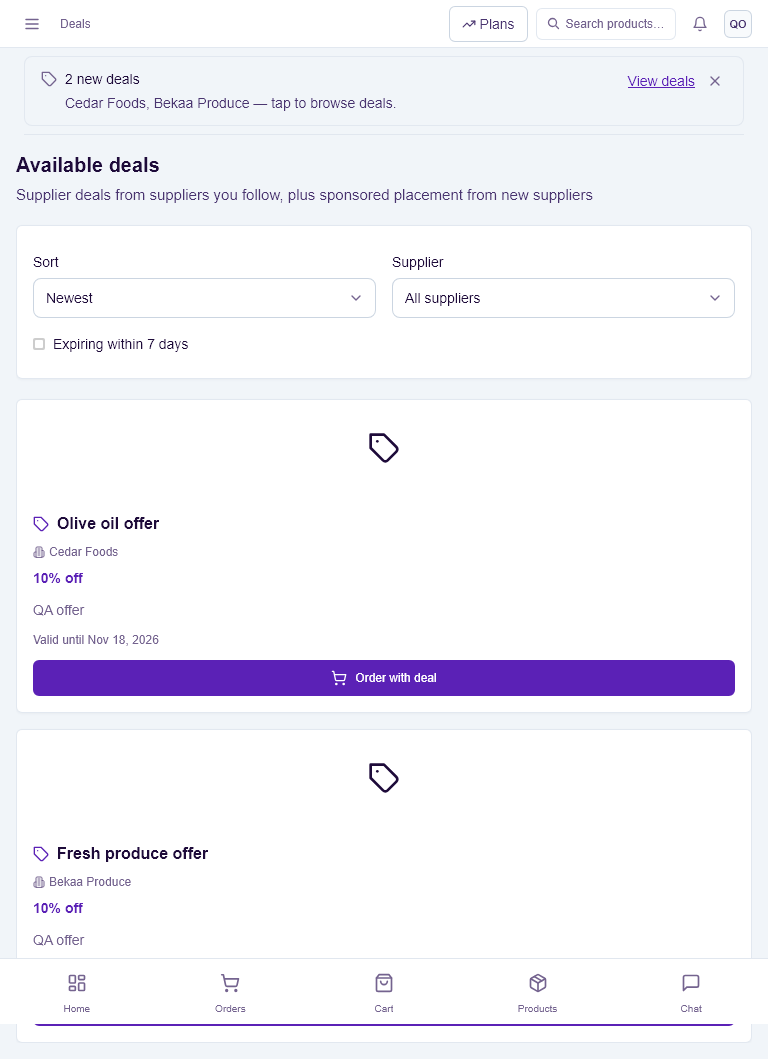 Deals
Plans
Search products...
QO
2 new deals
View deals
Cedar Foods, Bekaa Produce — tap to browse deals.
Available deals
Supplier deals from suppliers you follow, plus sponsored placement from new suppliers
Sort
Supplier
Newest
All suppliers
Expiring within 7 days
Olive oil offer
Cedar Foods
10% off
QA offer
Valid until Nov 18, 2026
Order with deal
Fresh produce offer
Bekaa Produce
10% off
QA offer
Home
Orders
Cart
Products
Chat